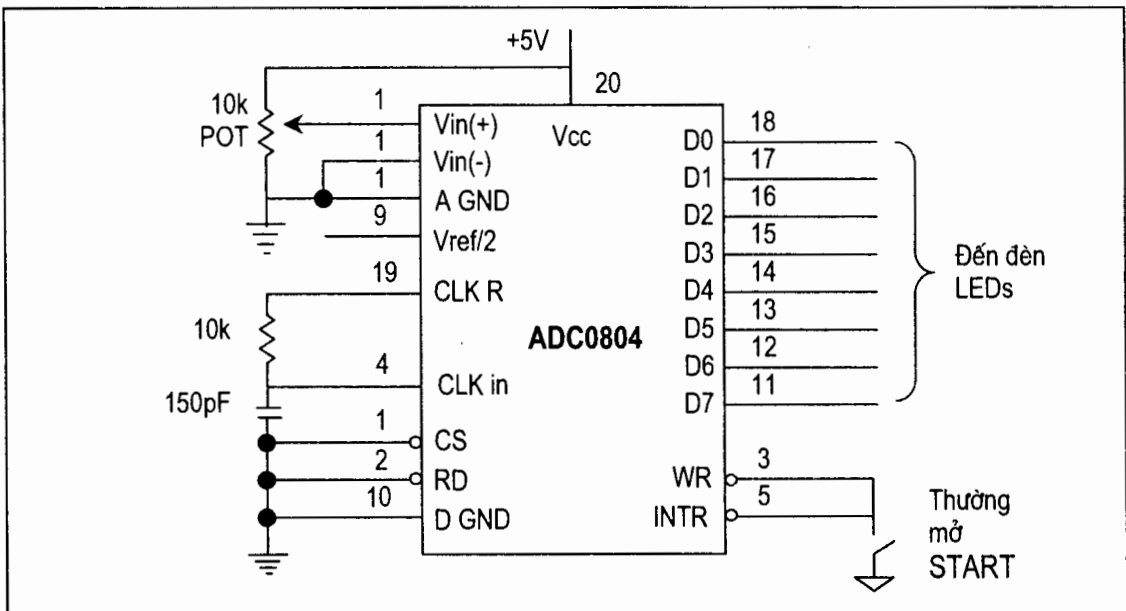 +5V
20
10k
POT
1
Vin(+)
Vcc
D0
18
1
Vin(-)
D1
17
1
A GND
D2
16
9
Vref/2
D3
15
19
CLK R
D4
14
Đến đèn
LEDs
10k
ADC0804
D5
13
4
CLK in
D6
12
150pF
D7
11
1
CS
2
RD
WR
3
10
D GND
INTR
5
Thường
mở
START